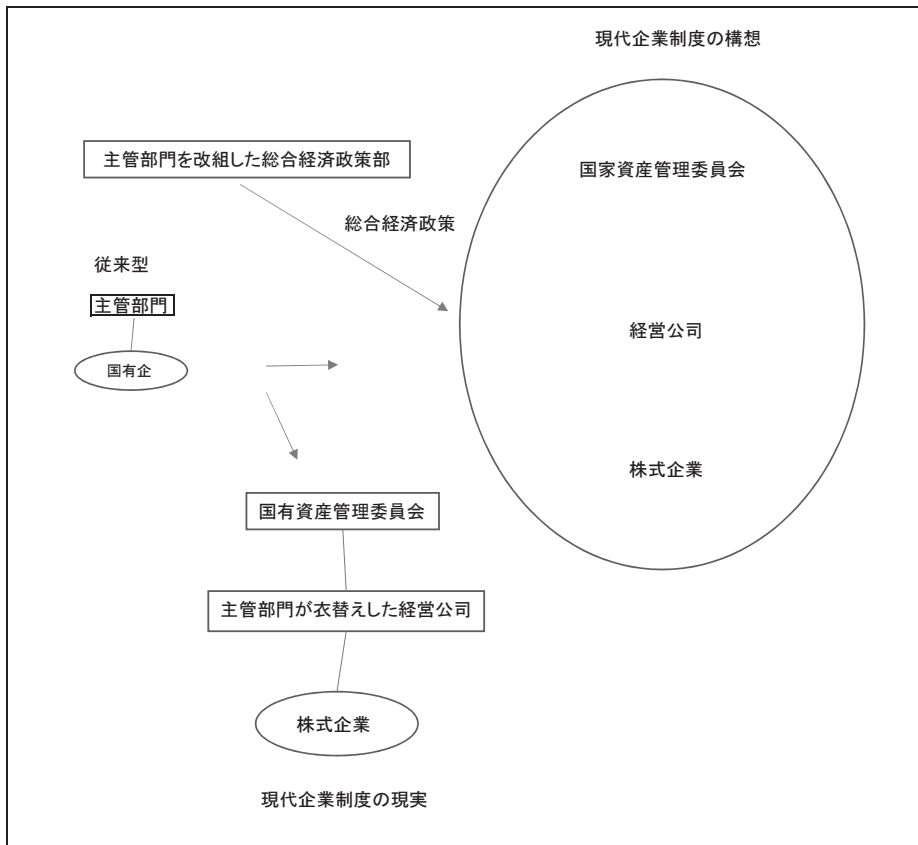 現代企業制度の構想
主管部門を改組した総合経済政策部
国家資産管理委員会
総合経済政策
従来型
主管部門
経営公司
国有企
株式企業
国有資産管理委員会
主管部門が衣替えした経営公司
株式企業
現代企業制度の現実